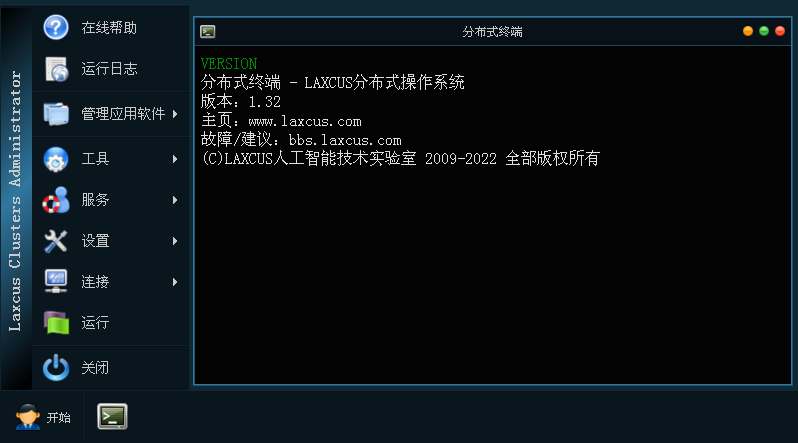 Laxcus Clusters Administrator
在线帮助
运行日志
管理应用软件
工具
服务
设置
连接
运行
关闭
分布式终端
VERSION
分布式终端 - LAXCUS分布式操作系统
版本：1.32
主页：www.laxcus.com
故障/建议：bbs.laxcus.com
(C)LAXCUS人工智能技术实验室 2009-2022 全部版权所有
开始